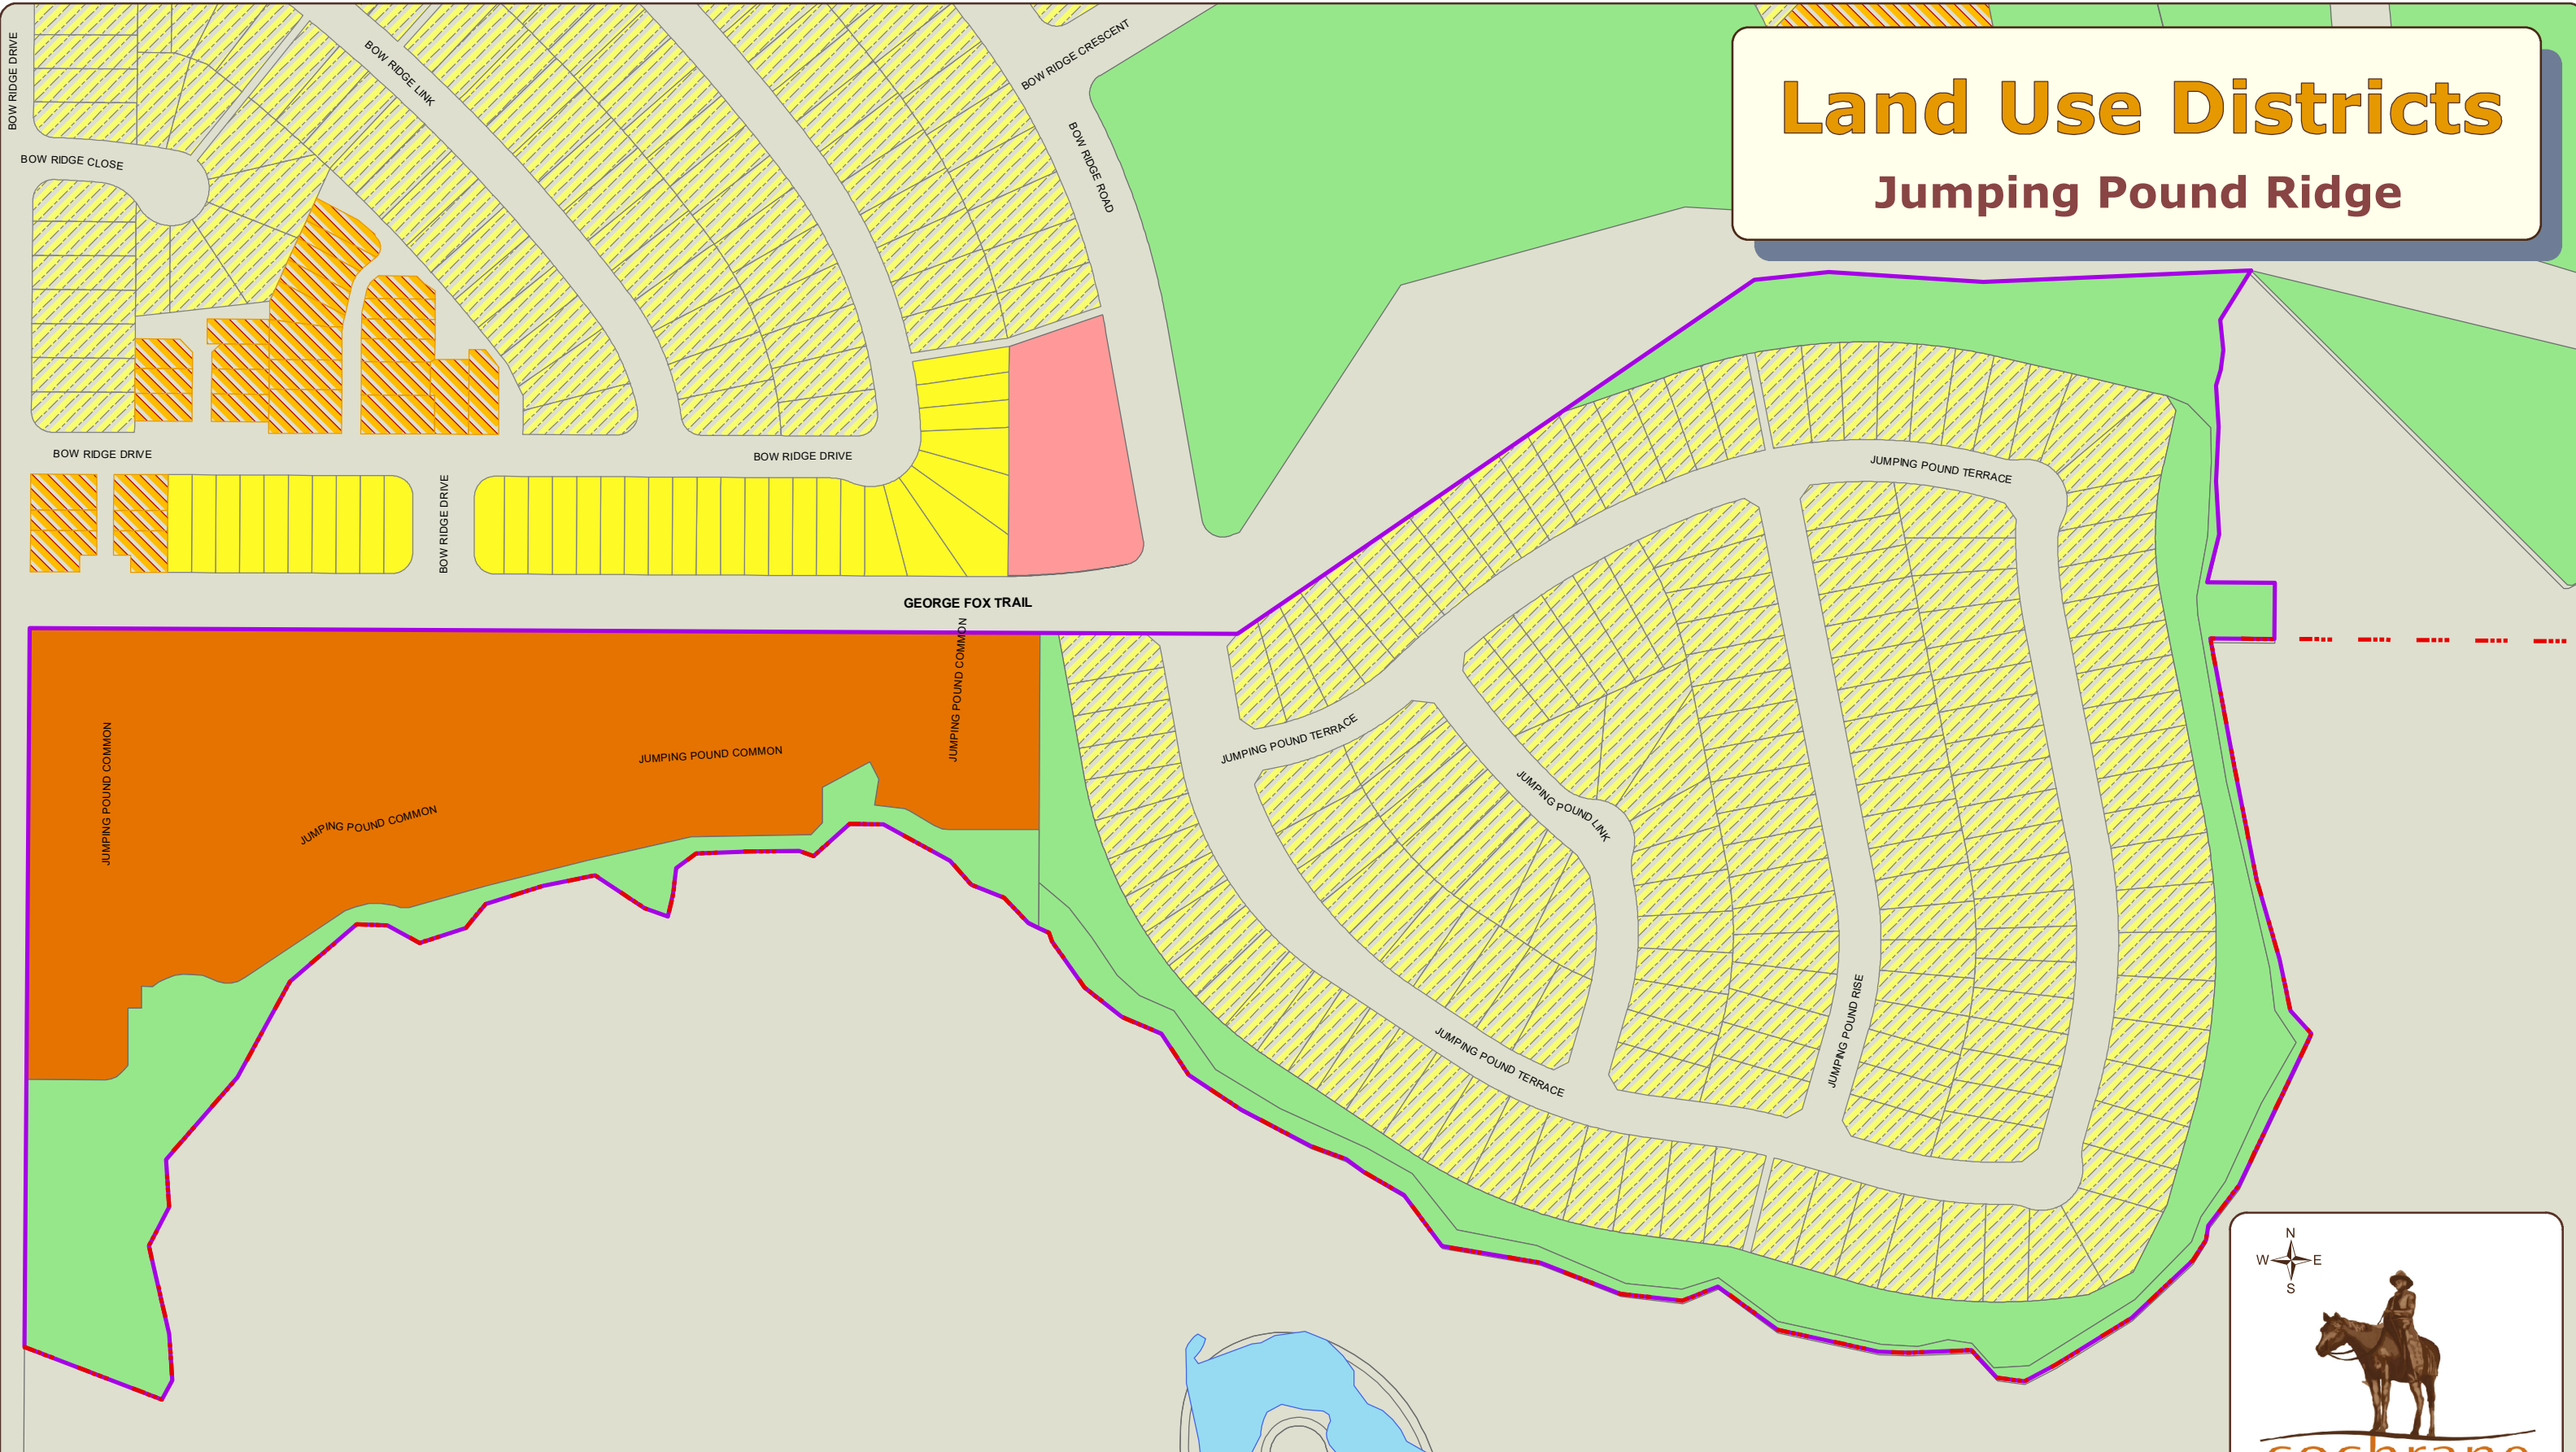 Land Use Districts
Jumping Pound Ridge
BOW RIDGE DRIVE
BOW RIDGE LINK
BOW RIDGE CRESCENT
BOW RIDGE CLOSE
BOW RIDGE ROAD
BOW RIDGE DRIVE
BOW RIDGE DRIVE
BOW RIDGE DRIVE
GEORGE FOX TRAIL
JUMPING POUND TERRACE
JUMPING POUND COMMON
JUMPING POUND COMMON
JUMPING POUND COMMON
JUMPING POUND COMMON
JUMPING POUND TERRACE
JUMPING POUND LINK
JUMPING POUND RISE
JUMPING POUND TERRACE
N
W E
S
cochrane